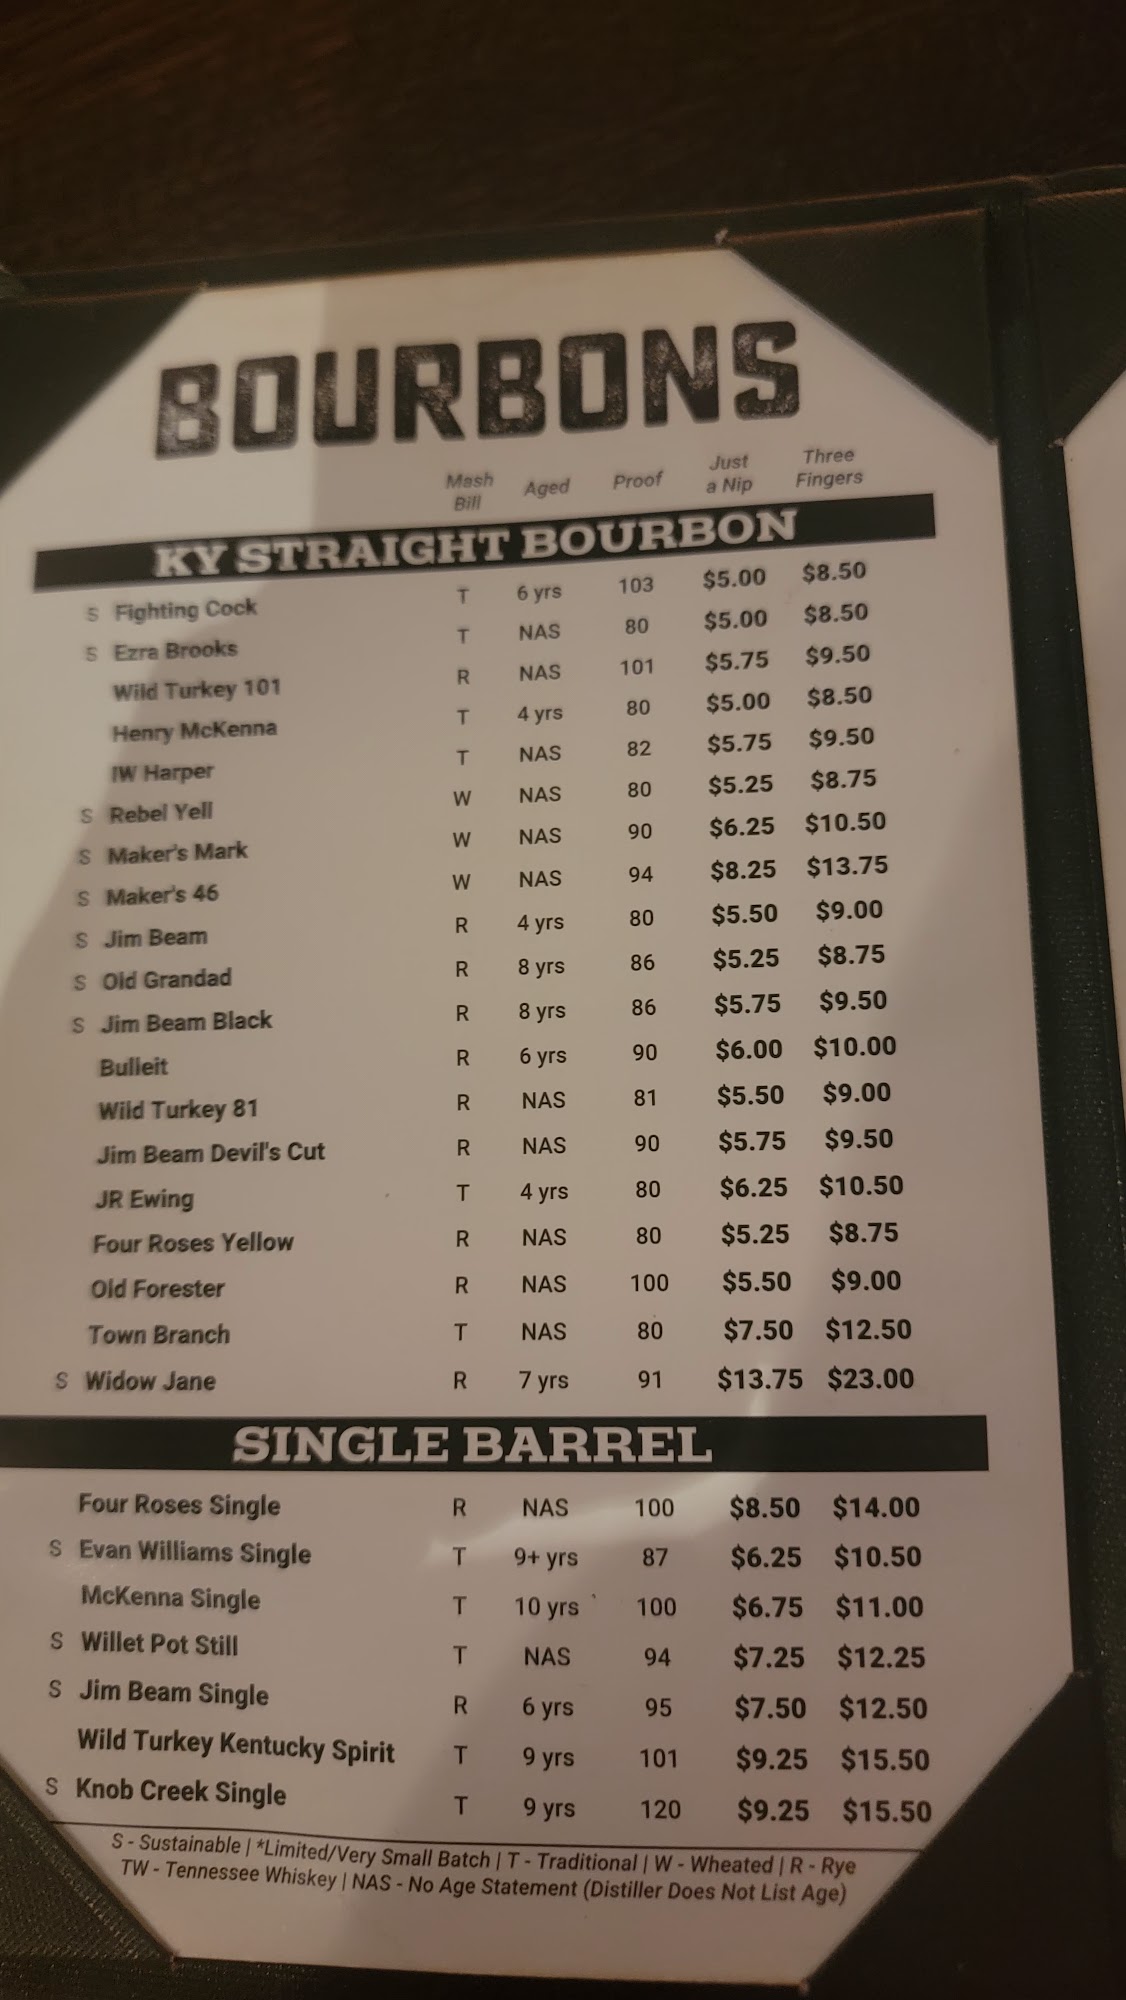 BOURBONS
Mash Bill Aged Proof Just a Nip Three Fingers
KY STRAIGHT BOURBON
S Fighting Cock T 6 yrs 103 $5.00 $8.50
S Ezra Brooks T NAS 80 $5.00 $8.50
Wild Turkey 101 R NAS 101 $5.75 $9.50
Henry McKenna T 4 yrs 80 $5.00 $8.50
IW Harper T NAS 82 $5.75 $9.50
S Rebel Yell W NAS 80 $5.25 $8.75
S Maker's Mark W NAS 90 $6.25 $10.50
S Maker's 46 W NAS 94 $8.25 $13.75
S Jim Beam R 4 yrs 80 $5.50 $9.00
S Old Grandad R 8 yrs 86 $5.25 $8.75
S Jim Beam Black R 8 yrs 86 $5.75 $9.50
Bulleit R 6 yrs 90 $6.00 $10.00
Wild Turkey 81 R NAS 81 $5.50 $9.00
Jim Beam Devil's Cut R NAS 90 $5.75 $9.50
JR Ewing T 4 yrs 80 $6.25 $10.50
Four Roses Yellow R NAS 80 $5.25 $8.75
Old Forester R NAS 100 $5.50 $9.00
Town Branch T NAS 80 $7.50 $12.50
S Widow Jane R 7 yrs 91 $13.75 $23.00
SINGLE BARREL
Four Roses Single R NAS 100 $8.50 $14.00
S Evan Williams Single T 9+ yrs 87 $6.25 $10.50
McKenna Single T 10 yrs 100 $6.75 $11.00
S Willet Pot Still T NAS 94 $7.25 $12.25
S Jim Beam Single R 6 yrs 95 $7.50 $12.50
Wild Turkey Kentucky Spirit T 9 yrs 101 $9.25 $15.50
S Knob Creek Single T 9 yrs 120 $9.25 $15.50
S - Sustainable | *Limited/Very Small Batch | T - Traditional | W - Wheated | R - Rye
TW - Tennessee Whiskey | NAS - No Age Statement (Distiller Does Not List Age)